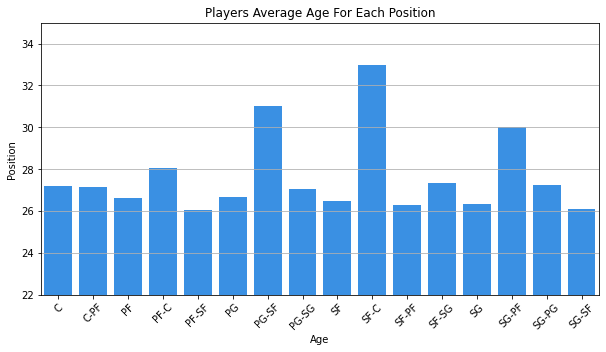 Players Average Age For Each Position
34
32
30
28
26
24
22
Position
C
C-PF
PF
PF-C
PF-SF
PG
PG-SF
PG-SG
SF
SF-C
SF-PF
SF-SG
SG
SG-PF
SG-PG
SG-SF
Age